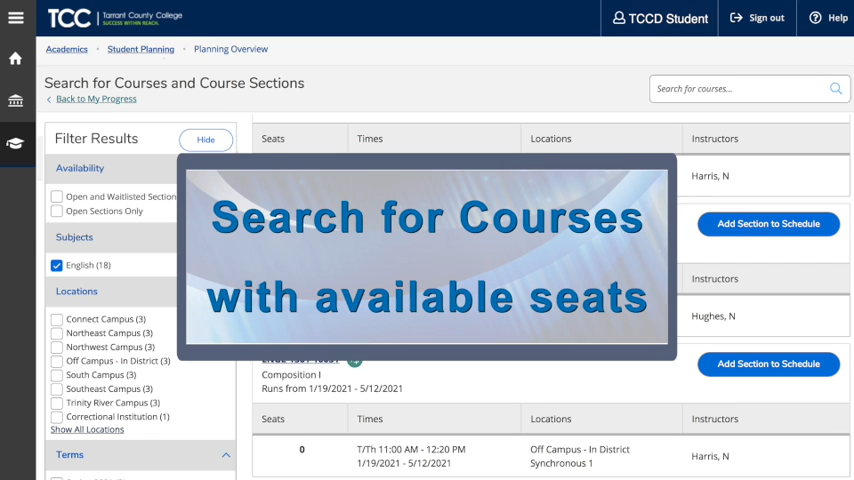 TCC Tarrant County College
SUCCESS WITHIN REACH.
TCCD Student
Sign out
Help
Academics · Student Planning · Planning Overview
Search for Courses and Course Sections
< Back to My Progress
Search for courses...
Filter Results
Hide
Availability
Open and Waitlisted Section
Open Sections Only
Subjects
English (18)
Locations
Connect Campus (3)
Northeast Campus (3)
Northwest Campus (3)
Off Campus - In District (3)
South Campus (3)
Southeast Campus (3)
Trinity River Campus (3)
Correctional Institution (1)
Show All Locations
Terms
Seats Times Locations Instructors
Harris, N
Add Section to Schedule
Instructors
Hughes, N
Search for Courses
with available seats
Composition I
Runs from 1/19/2021 - 5/12/2021
Add Section to Schedule
Seats Times Locations Instructors
0 T/Th 11:00 AM - 12:20 PM Off Campus - In District Harris, N
1/19/2021 - 5/12/2021 Synchronous 1